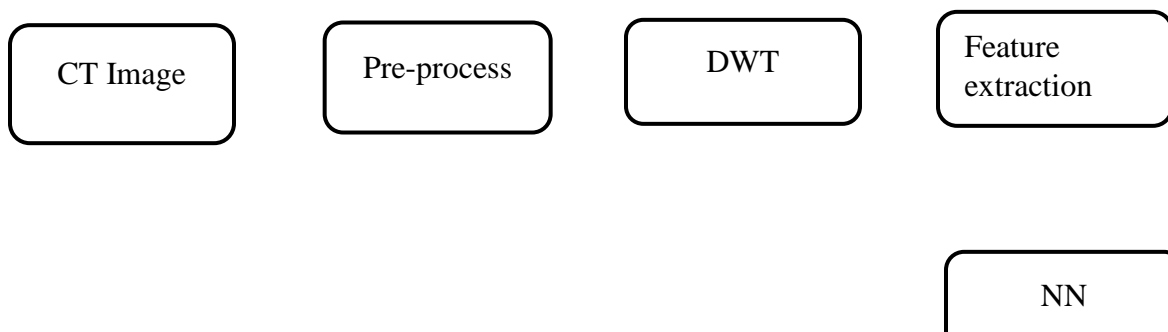 CT Image
Pre-process
DWT
Feature
extraction
NN